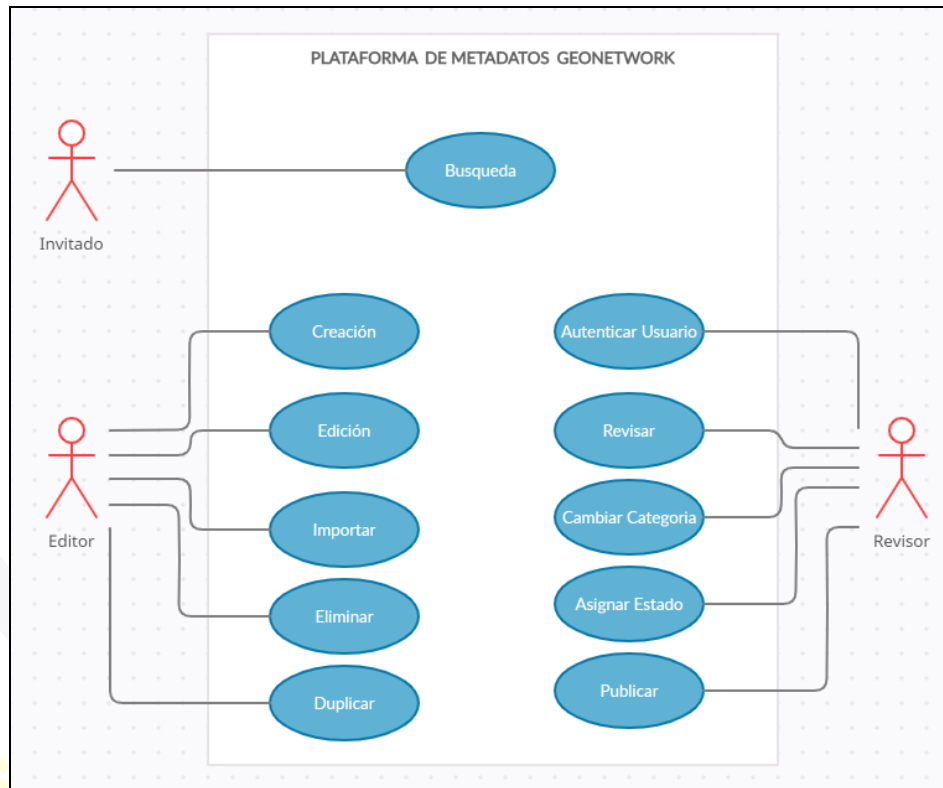 PLATAFORMA DE METADATOS GEONETWORK
Busqueda
Invitado
Creación
Autenticar Usuario
Edición
Revisar
Importar
Cambiar Categoria
Editor
Revisor
Eliminar
Asignar Estado
Duplicar
Publicar